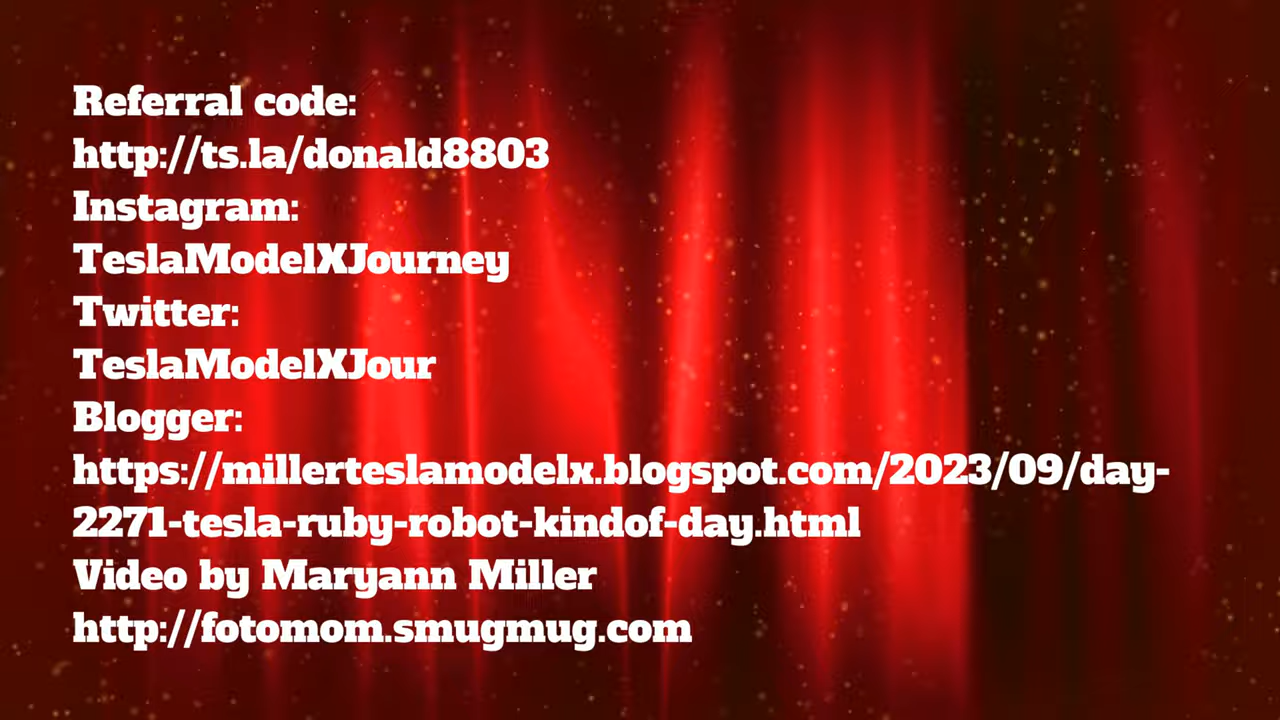 Referral code:
http://ts.la/donald8803
Instagram:
TeslaModelXJourney
Twitter:
TeslaModelXJour
Blogger:
https://millerteslamodelx.blogspot.com/2023/09/day-
2271-tesla-ruby-robot-kindof-day.html
Video by Maryann Miller
http://fotomom.smugmug.com